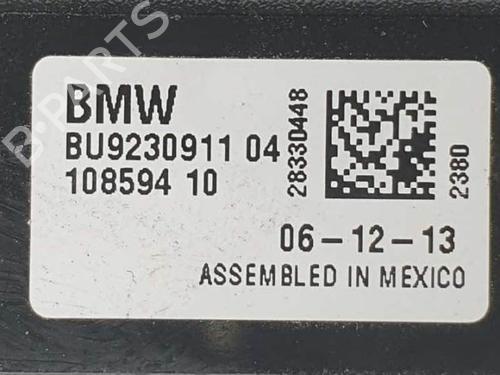 BMW
BU9230911 04
108594 10
28330448
2380
06-12-13
ASSEMBLED IN MEXICO
B-PARTS